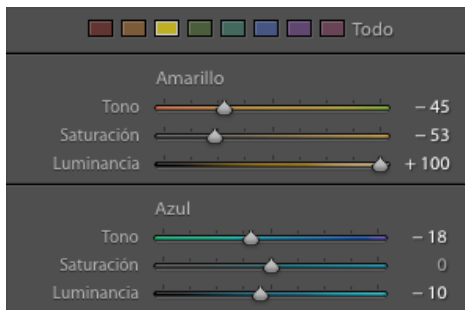 Todo
Amarillo
Tono − 45
Saturación − 53
Luminancia + 100
Azul
Tono − 18
Saturación 0
Luminancia − 10